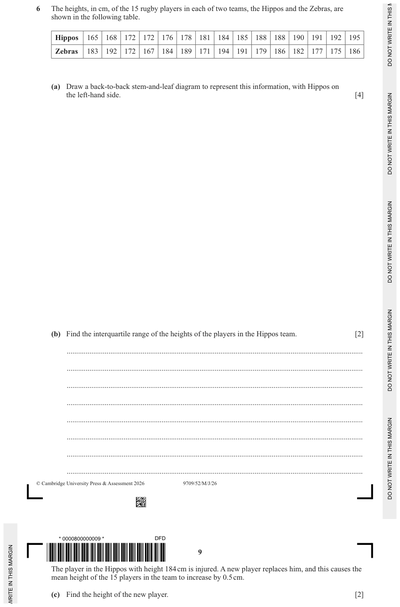 6 The heights, in cm, of the 15 rugby players in each of two teams, the Hippos and the Zebras, are
shown in the following table.
Hippos 165 168 172 172 176 178 181 184 185 188 188 190 191 192 195
Zebras 183 192 172 167 184 189 171 194 191 179 186 182 177 175 186
(a) Draw a back-to-back stem-and-leaf diagram to represent this information, with Hippos on
the left-hand side. [4]
(b) Find the interquartile range of the heights of the players in the Hippos team. [2]
© Cambridge University Press & Assessment 2026 9709/52/M/J/26
DO NOT WRITE IN THIS MARGIN
DO NOT WRITE IN THIS MARGIN
DO NOT WRITE IN THIS MARGIN
DO NOT WRITE IN THIS MARGIN
DO NOT WRITE IN THIS MARGIN
* 0000800000009 * DFD
9
The player in the Hippos with height 184 cm is injured. A new player replaces him, and this causes the
mean height of the 15 players in the team to increase by 0.5 cm.
(c) Find the height of the new player. [2]
WRITE IN THIS MARGIN